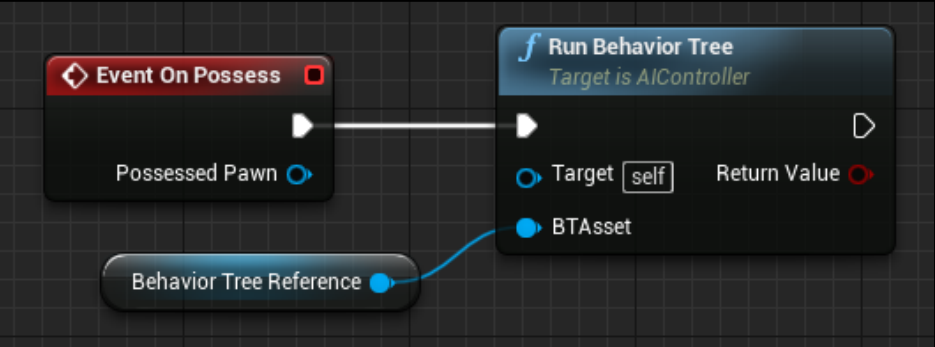 Event On Possess
Possessed Pawn
Behavior Tree Reference
Run Behavior Tree
Target is AIController
Target self
Return Value
BTAsset